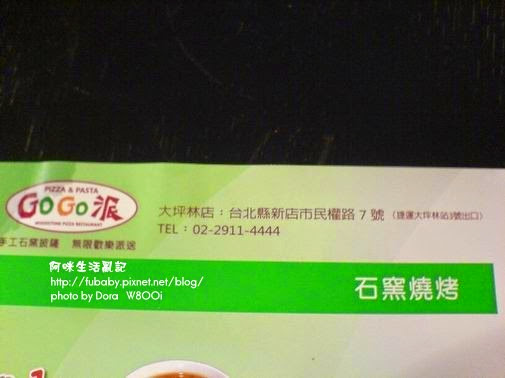 PIZZA & PASTA
GOGO派
WOODSTONE PIZZA RESTAURANT
手工石窯披薩 無限歡樂派送
大坪林店：台北縣新店市民權路 7 號 （捷運大坪林站3號出口）
TEL：02-2911-4444
阿咪生活亂記
http://fubaby.pixnet.net/blog/
photo by Dora W800i
石窯燒烤